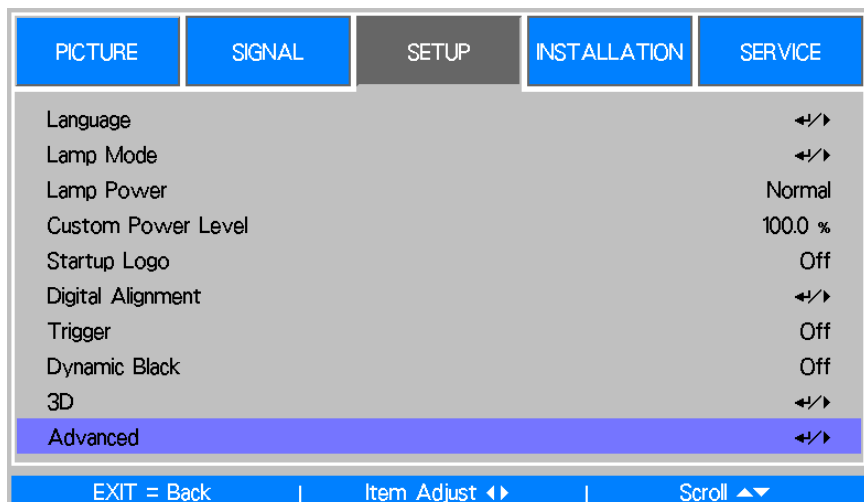 PICTURE SIGNAL SETUP INSTALLATION SERVICE
Language ↵/▶
Lamp Mode ↵/▶
Lamp Power Normal
Custom Power Level 100.0 %
Startup Logo Off
Digital Alignment ↵/▶
Trigger Off
Dynamic Black Off
3D ↵/▶
Advanced ↵/▶
EXIT = Back | Item Adjust ◀▶ | Scroll ▲▼